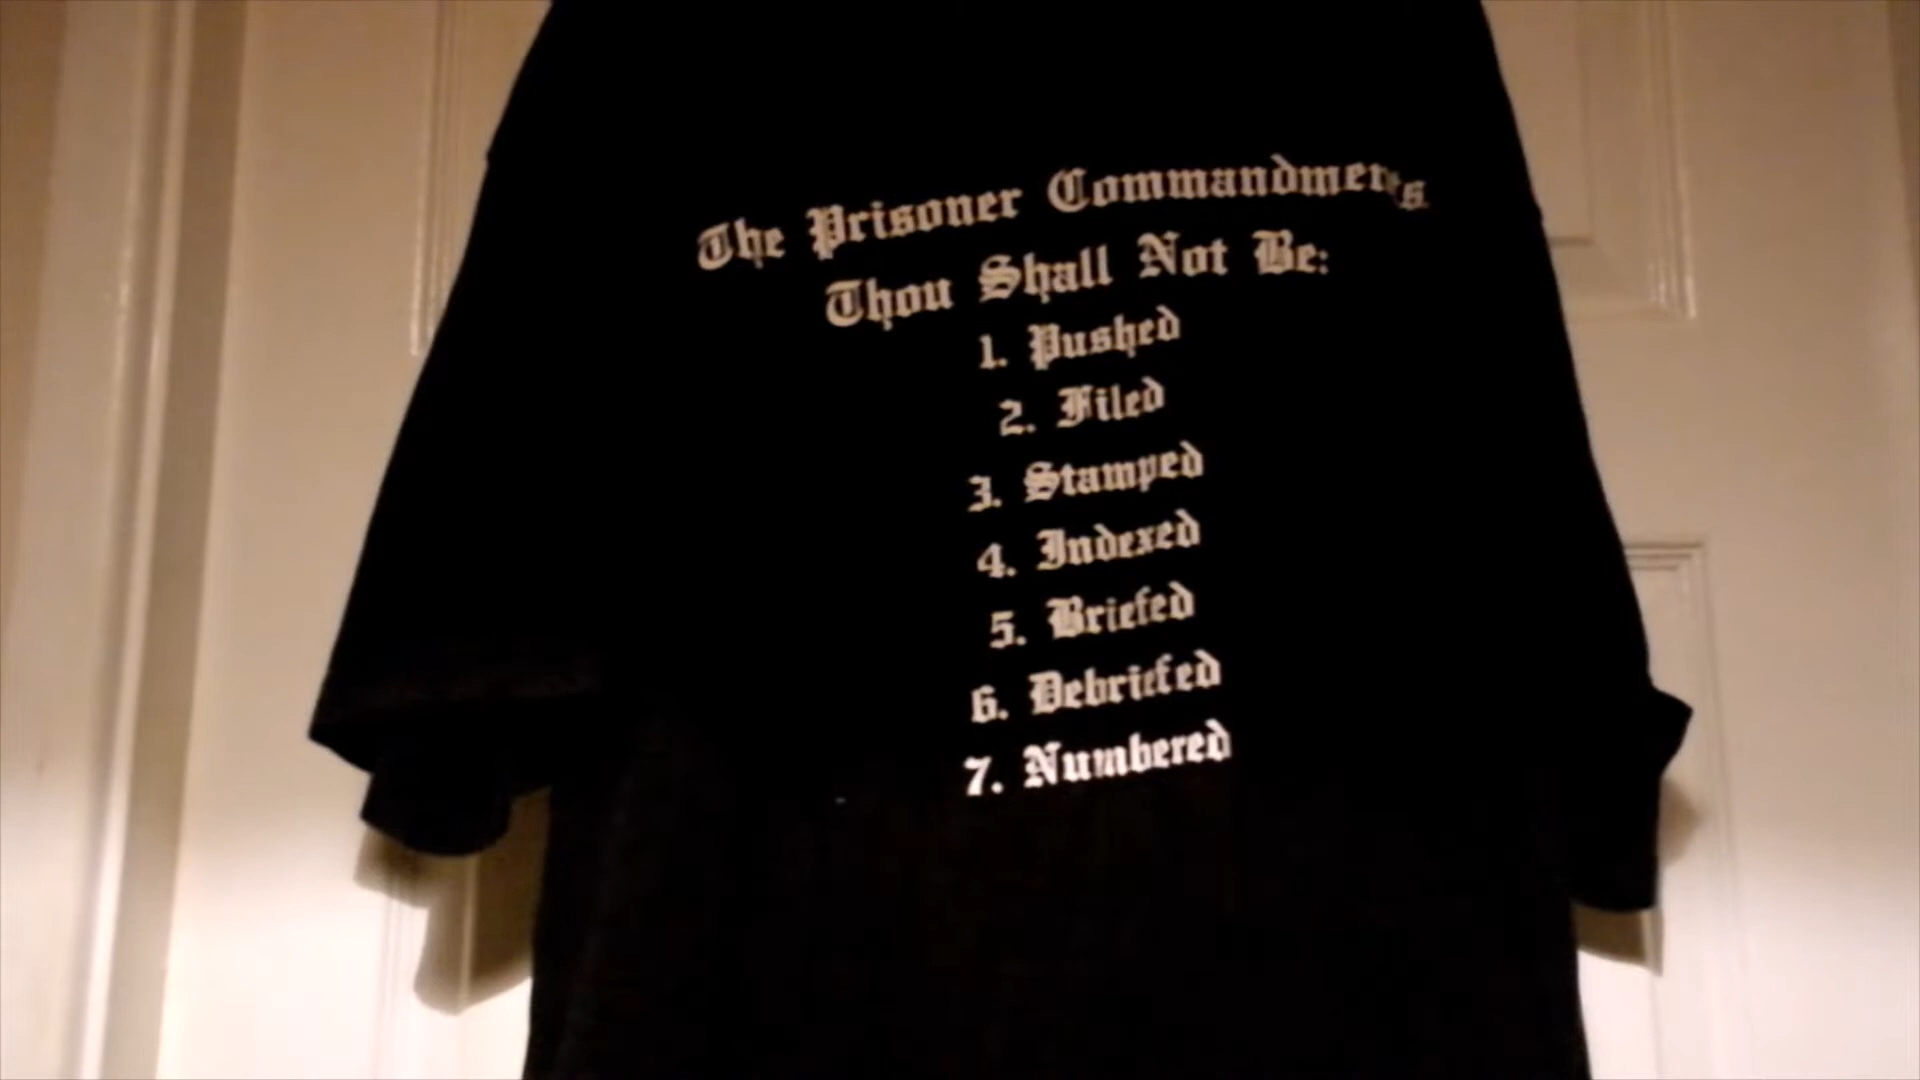 The Prisoner Commandments
Thou Shall Not Be:
1. Pushed
2. Filed
3. Stamped
4. Indexed
5. Briefed
6. Debriefed
7. Numbered